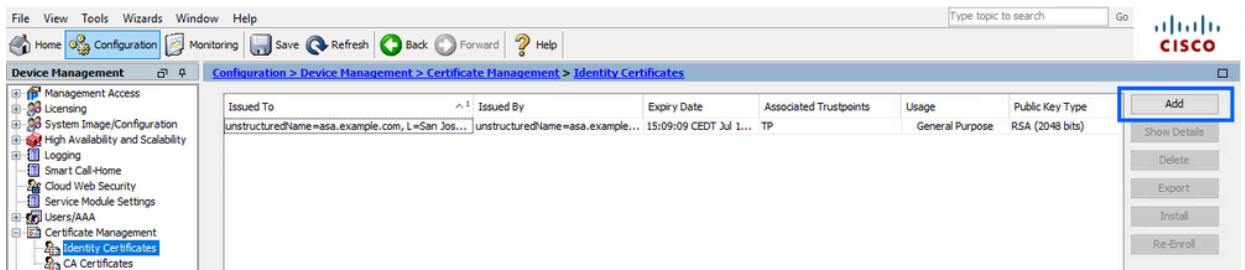 File View Tools Wizards Window Help
Type topic to search Go
Home Configuration Monitoring Save Refresh Back Forward Help
CISCO
Device Management
Configuration > Device Management > Certificate Management > Identity Certificates
Management Access
Licensing
System Image/Configuration
High Availability and Scalability
Logging
Smart Call-Home
Cloud Web Security
Service Module Settings
Users/AAA
Certificate Management
Identity Certificates
CA Certificates
Issued To 1 Issued By Expiry Date Associated Trustpoints Usage Public Key Type
unstructuredName=asa.example.com, L=San Jos... unstructuredName=asa.example... 15:09:09 CEDT Jul 1... TP General Purpose RSA (2048 bits)
Add
Show Details
Delete
Export
Install
Re-Enroll